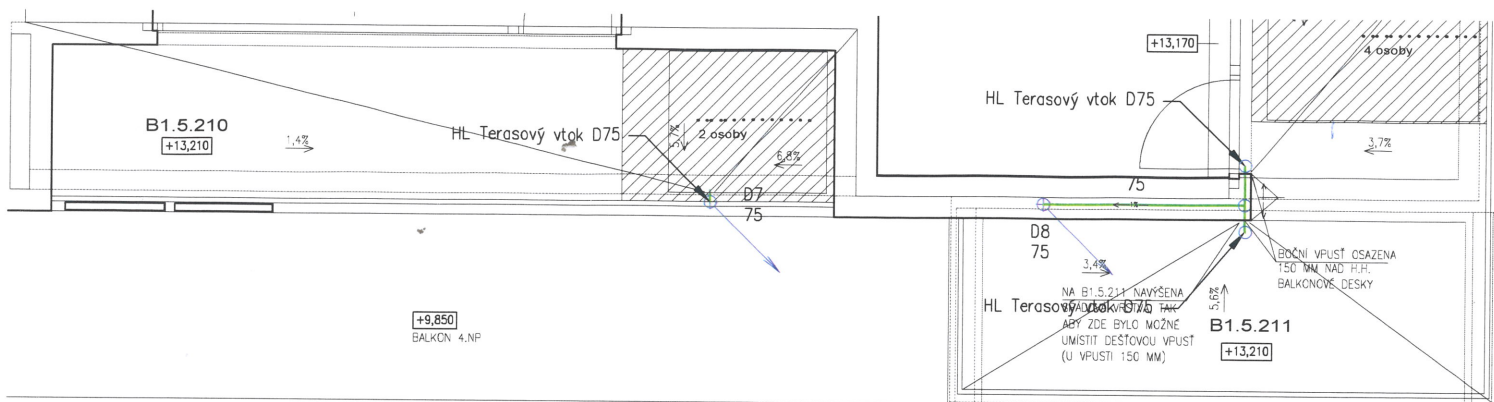 +13,170
4 osoby
HL Terasový vtok D75
B1.5.210
+13,210
1,4%
HL Terasový vtok D75
2 osoby
5,7%
6,8%
3,7%
D7
75
75
1%
D8
75
3,4%
BOČNÍ VPUSŤ OSAZENA
150 MM NAD H.H.
BALKONOVÉ DESKY
NA B1.5.211 NAVÝŠENA
HL Terasový vtok D75
ABY ZDE BYLO MOŽNÉ
UMÍSTIT DEŠŤOVOU VPUSŤ
(U VPUSTI 150 MM)
5,6%
B1.5.211
+13,210
+9,850
BALKON 4.NP